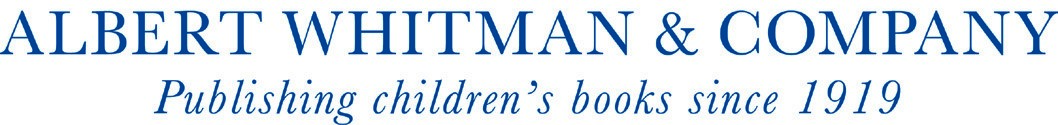 ALBERT WHITMAN & COMPANY
Publishing children’s books since 1919